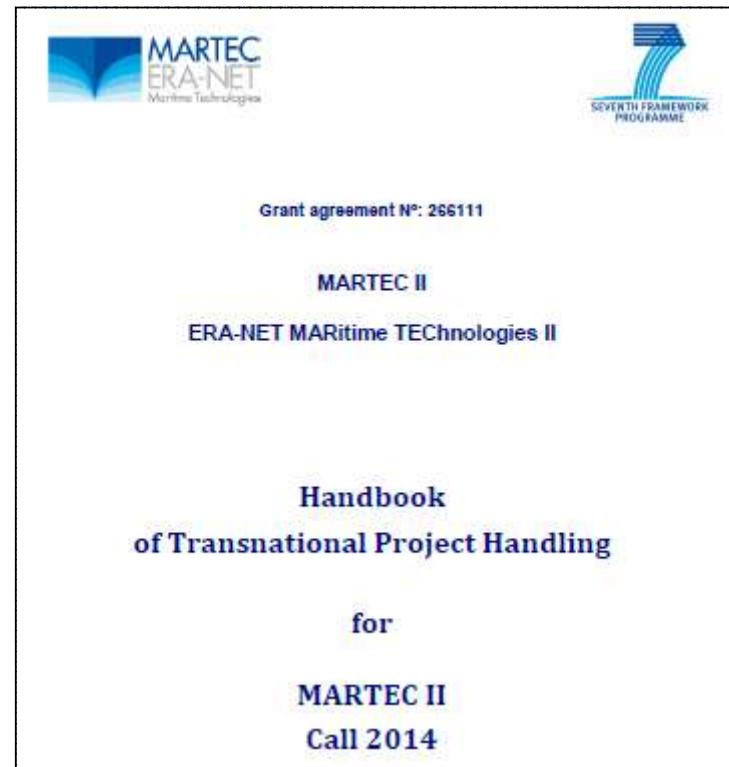 MARTEC
ERA-NET
Maritime Technologies
SEVENTH FRAMEWORK
PROGRAMME
Grant agreement Nº: 266111
MARTEC II
ERA-NET MARitime TEChnologies II
Handbook
of Transnational Project Handling
for
MARTEC II
Call 2014